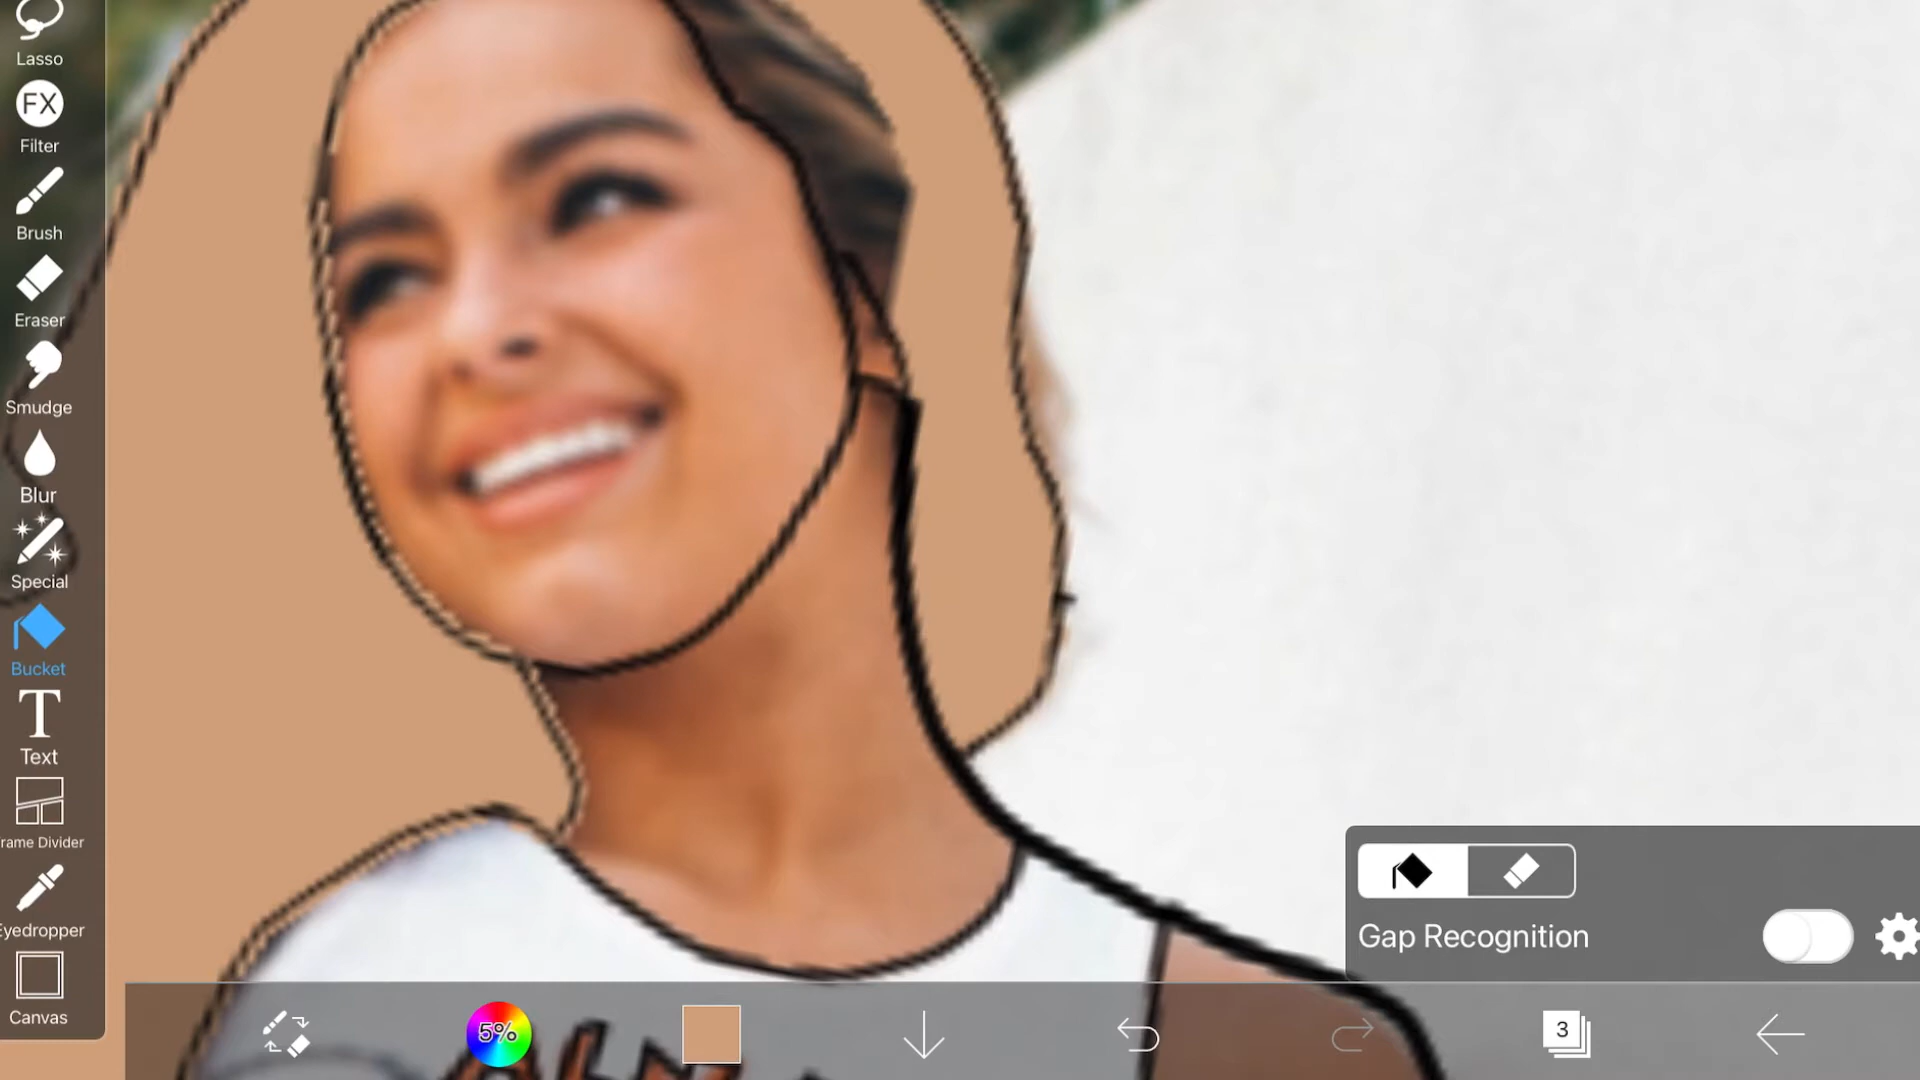 Lasso
FX
Filter
Brush
Eraser
Smudge
Blur
Special
Bucket
T
Text
rame Divider
Eyedropper
Canvas
Gap Recognition
5%
3